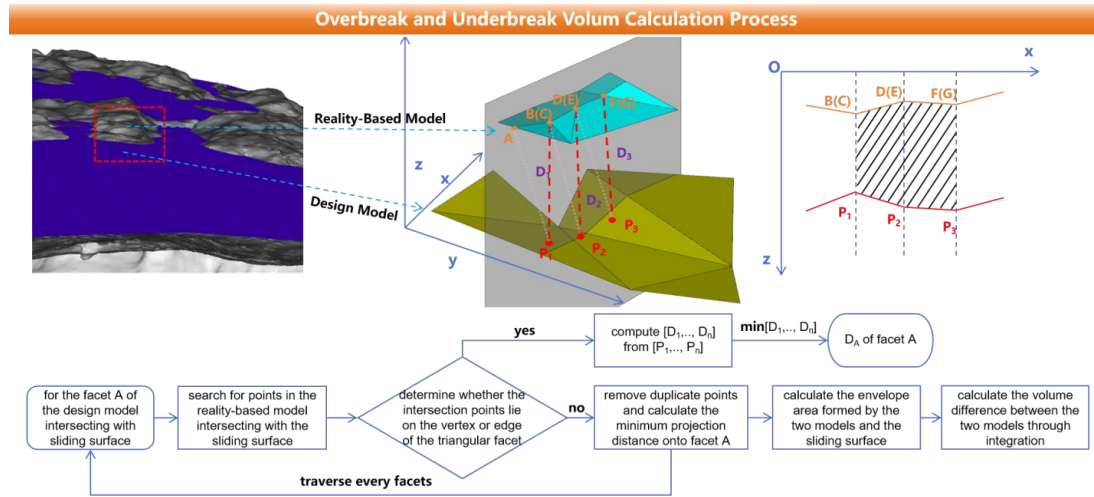 Overbreak and Underbreak Volum Calculation Process
Reality-Based Model
Design Model
z
x
y
A
B(C)
D(E)
F(G)
D₁
D₂
D₃
P₁
P₂
P₃
O
x
z
B(C)
D(E)
F(G)
P₁
P₂
P₃
for the facet A of
the design model
intersecting with
sliding surface
search for points in the
reality-based model
intersecting with the
sliding surface
determine whether the
intersection points lie
on the vertex or edge
of the triangular facet
yes
compute [D₁,.., Dₙ]
from [P₁,.., Pₙ]
min[D₁,.., Dₙ]
D_A of facet A
no
remove duplicate points
and calculate the
minimum projection
distance onto facet A
calculate the envelope
area formed by the
two models and the
sliding surface
calculate the volume
difference between the
two models through
integration
traverse every facets